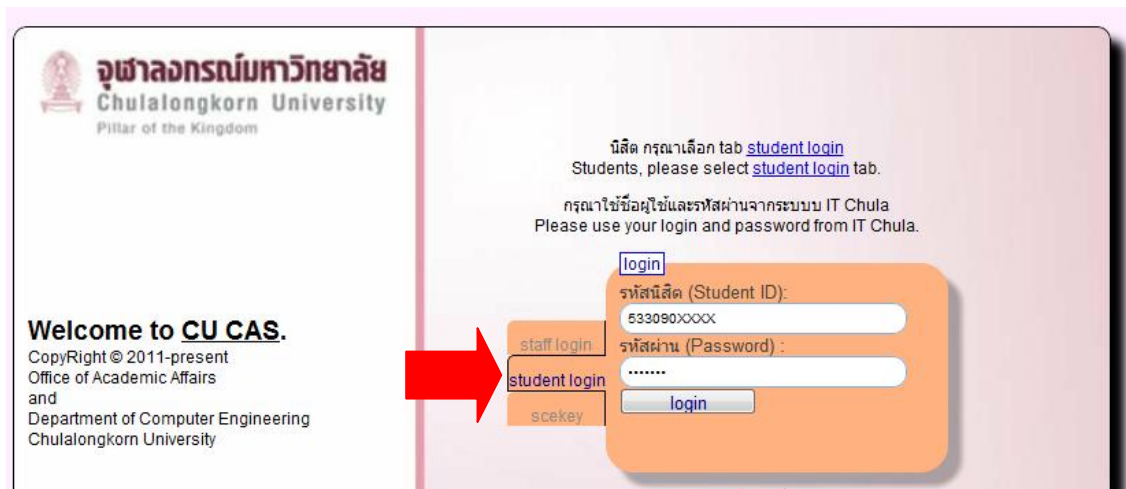 จุฬาลงกรณ์มหาวิทยาลัย
Chulalongkorn University
Pillar of the Kingdom
นิสิต กรุณาเลือก tab student login
Students, please select student login tab.
กรุณาใช้ชื่อผู้ใช้และรหัสผ่านจากระบบบ IT Chula
Please use your login and password from IT Chula.
login
รหัสนิสิต (Student ID):
533090XXXX
รหัสผ่าน (Password) :
•••••••
login
staff login
student login
scekey
Welcome to CU CAS.
CopyRight © 2011-present
Office of Academic Affairs
and
Department of Computer Engineering
Chulalongkorn University